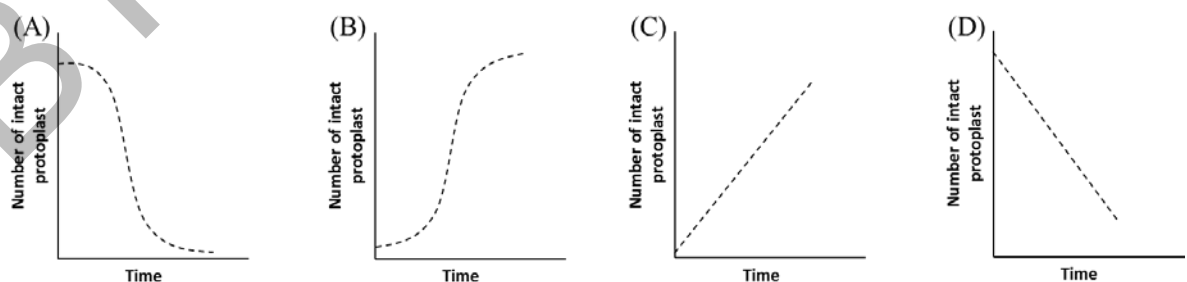 (A)
Number of intact
protoplast
Time
(B)
Number of intact
protoplast
Time
(C)
Number of intact
protoplast
Time
(D)
Number of intact
protoplast
Time